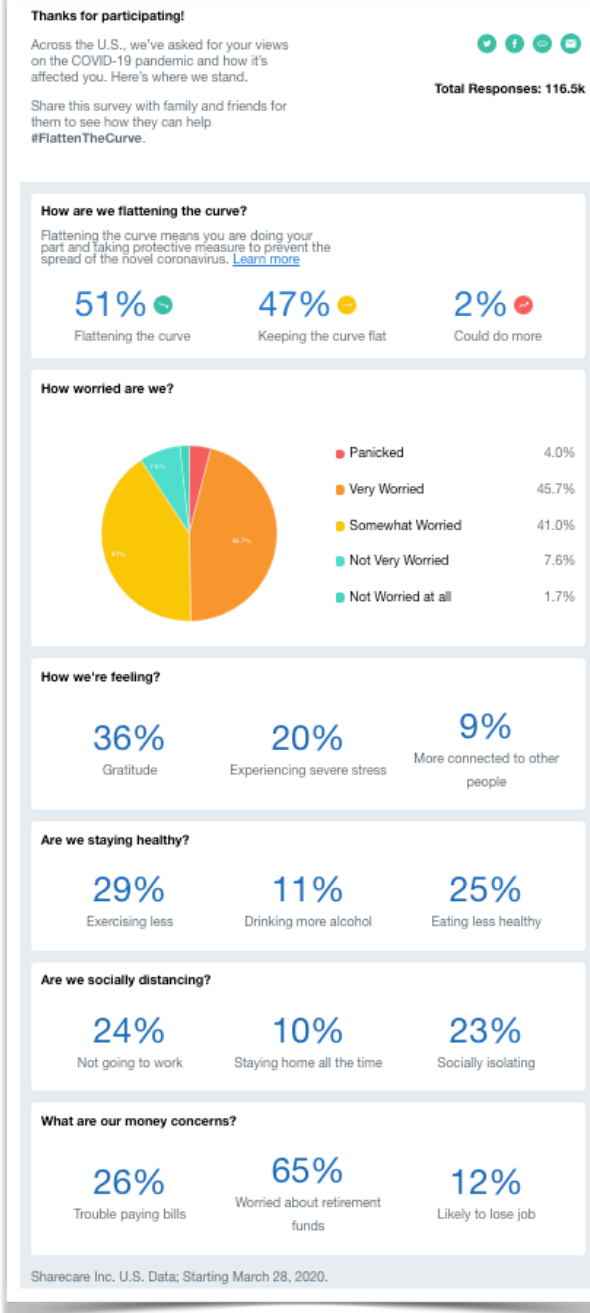 Thanks for participating!
Across the U.S., we've asked for your views
on the COVID-19 pandemic and how it's
affected you. Here's where we stand.
Total Responses: 116.5k
Share this survey with family and friends for
them to see how they can help
#FlattenTheCurve.
How are we flattening the curve?
Flattening the curve means you are doing your
part and taking protective measure to prevent the
spread of the novel coronavirus. Learn more
51% 47% 2%
Flattening the curve Keeping the curve flat Could do more
How worried are we?
Panicked 4.0%
Very Worried 45.7%
Somewhat Worried 41.0%
Not Very Worried 7.6%
Not Worried at all 1.7%
7.6%
45.7%
41%
How we're feeling?
36% 20% 9%
Gratitude Experiencing severe stress More connected to other
people
Are we staying healthy?
29% 11% 25%
Exercising less Drinking more alcohol Eating less healthy
Are we socially distancing?
24% 10% 23%
Not going to work Staying home all the time Socially isolating
What are our money concerns?
26% 65% 12%
Trouble paying bills Worried about retirement Likely to lose job
funds
Sharecare Inc. U.S. Data; Starting March 28, 2020.